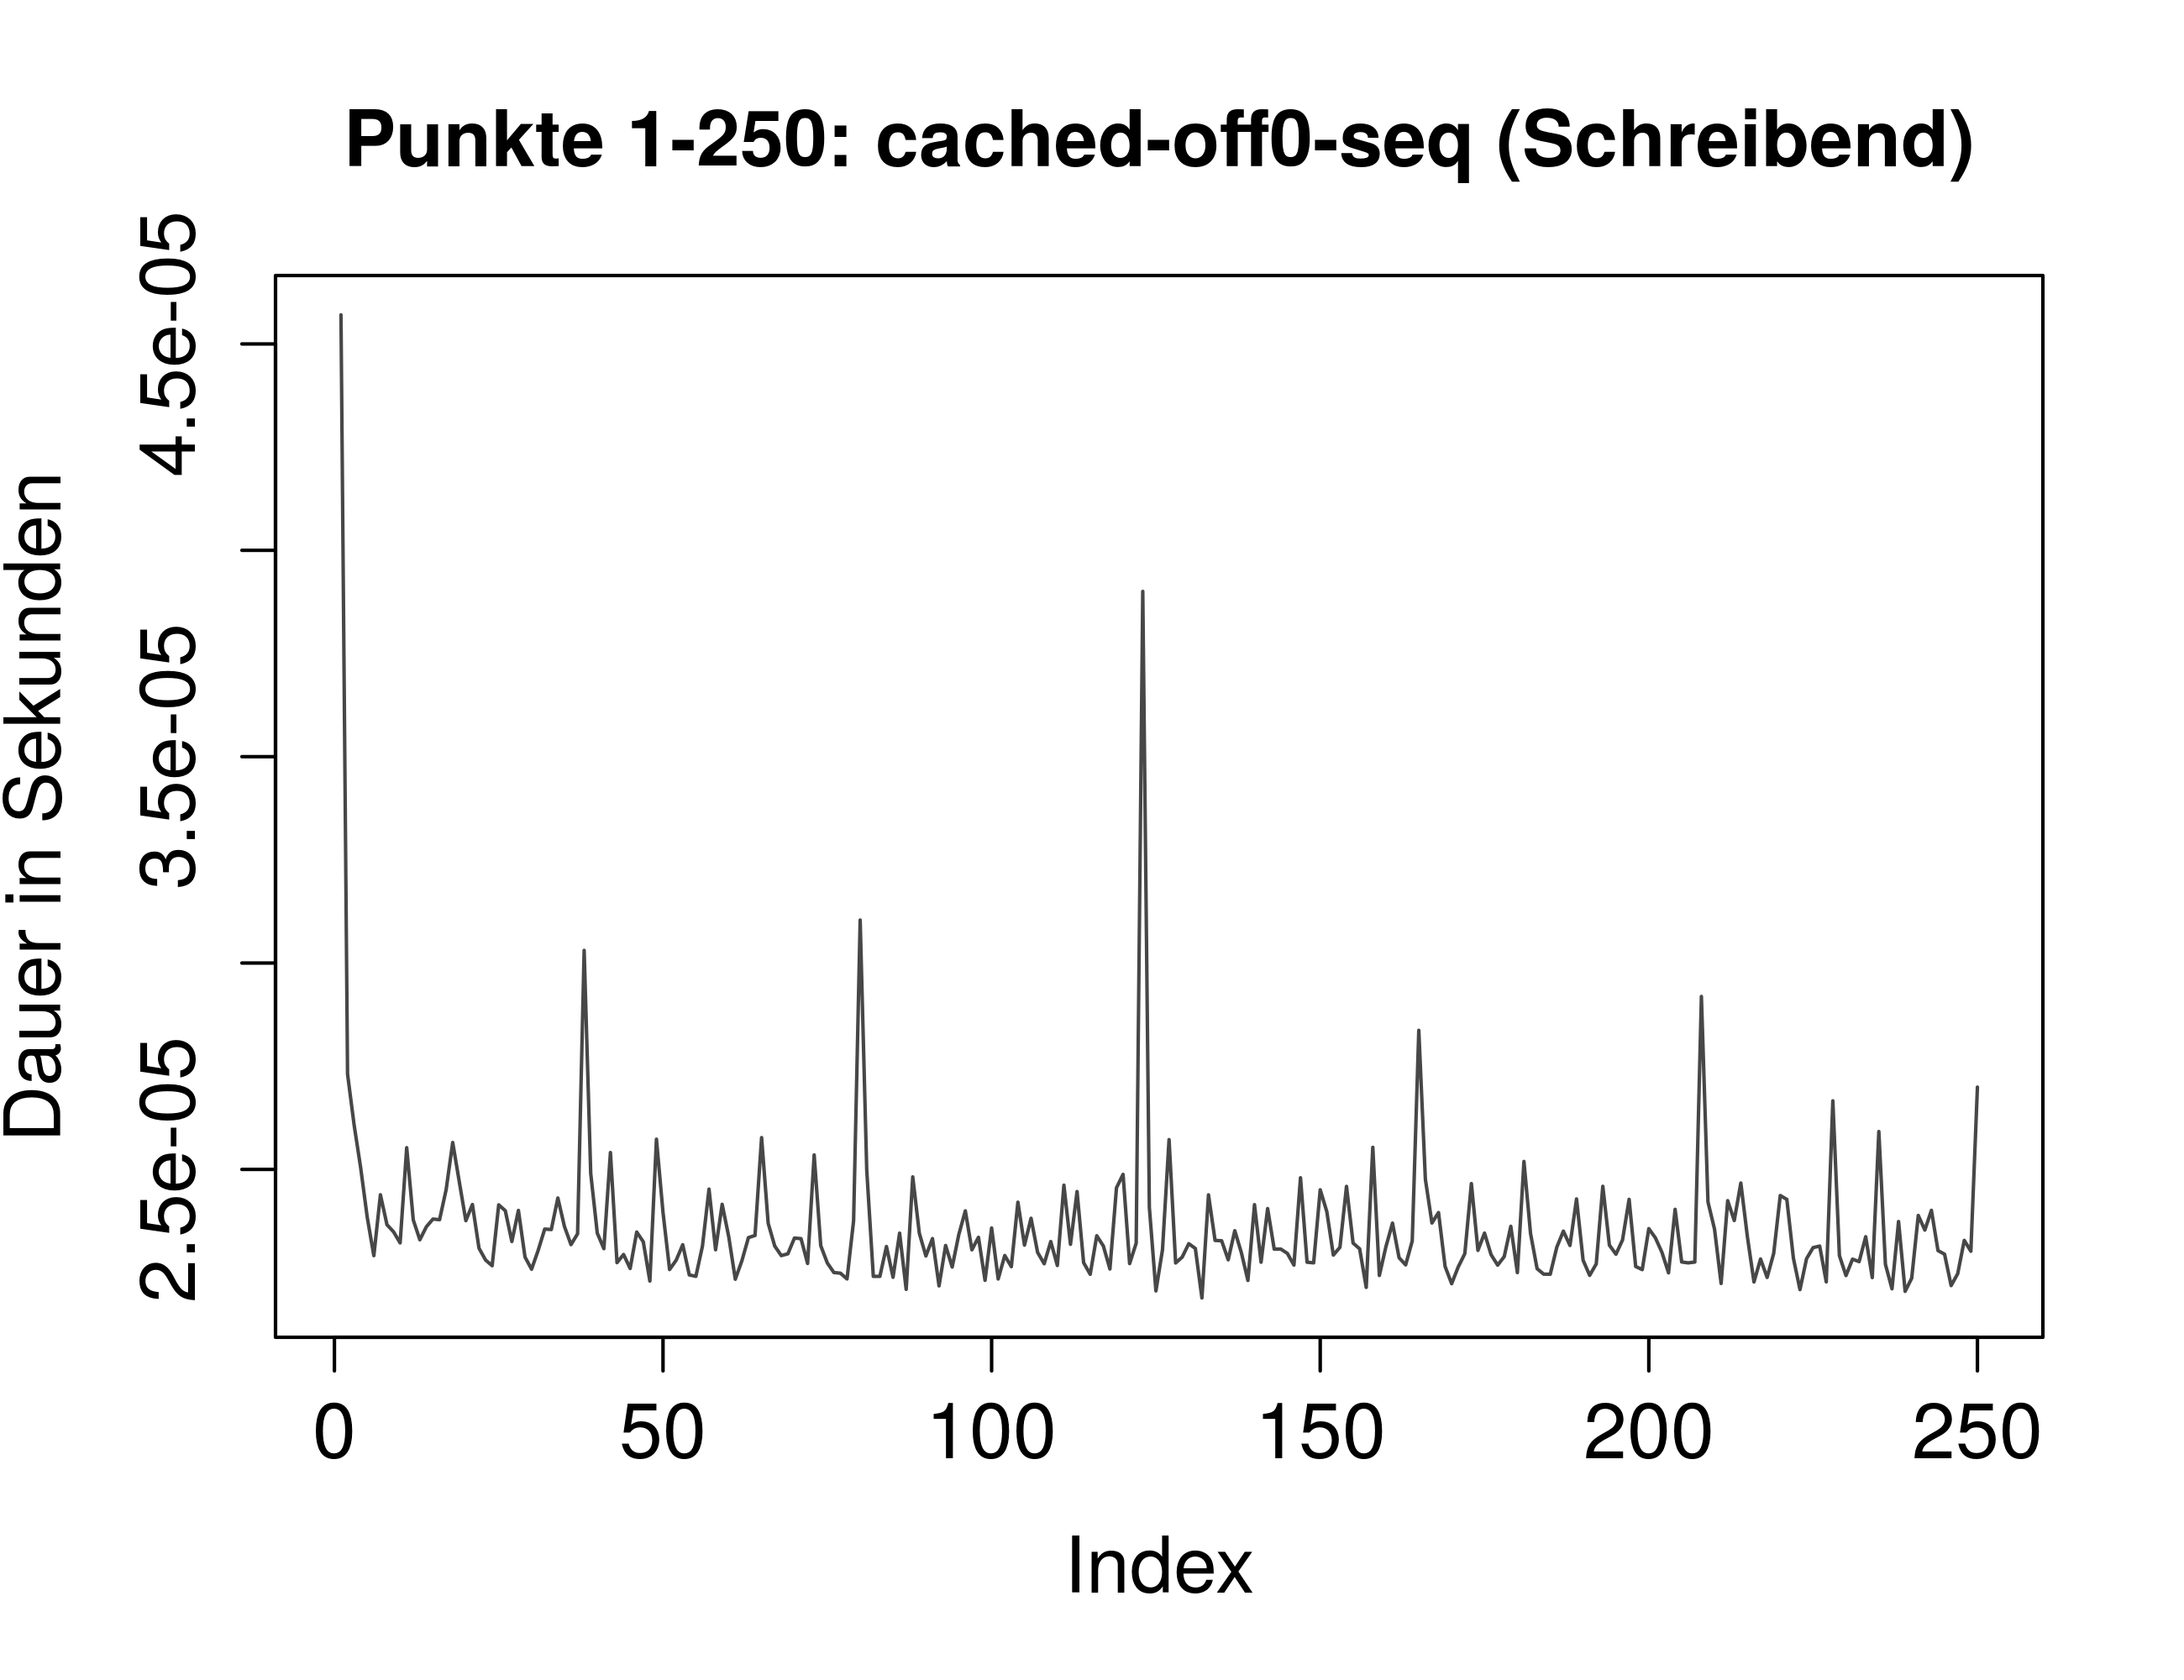 Punkte 1-250: cached-off0-seq (Schreibend)
Dauer in Sekunden
4.5e-05
3.5e-05
2.5e-05
0 50 100 150 200 250
Index